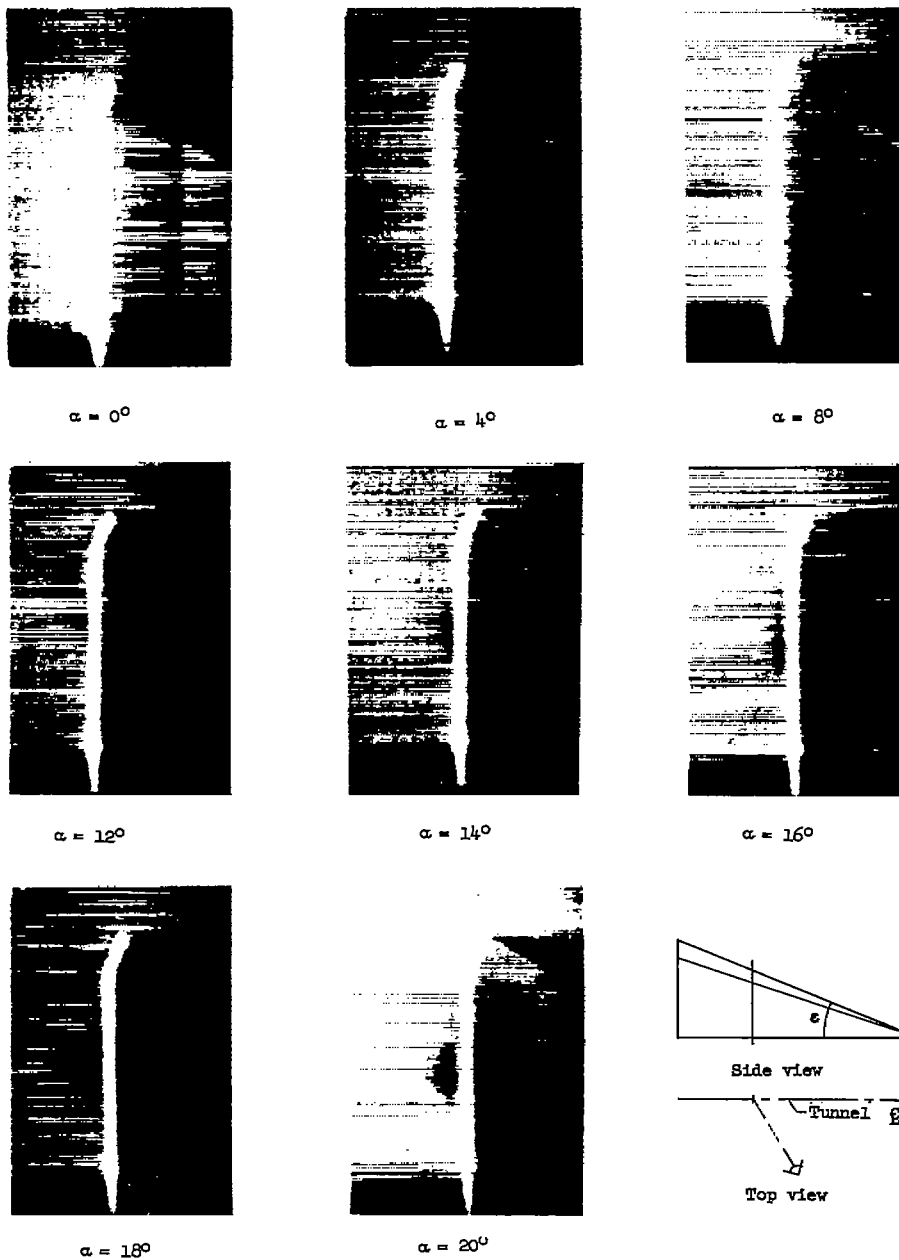 α = 0°
α = 4°
α = 8°
α = 12°
α = 14°
α = 16°
α = 18°
α = 20°
ε
Side view
Tunnel ℄
Top view